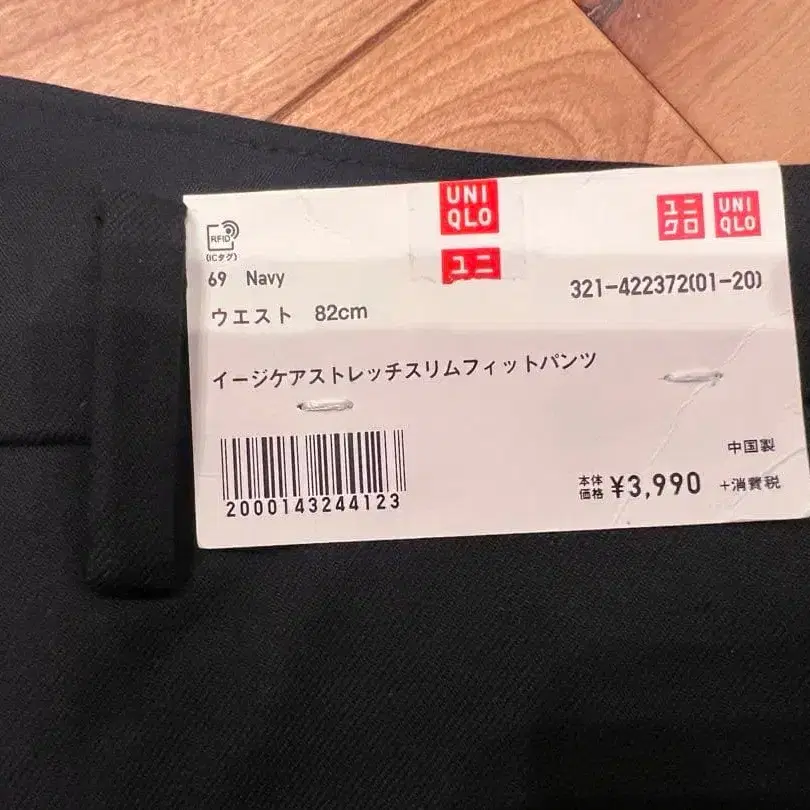 UNI
QLO
ユニ
ユニ
クロ
UNI
QLO
RFID
(ICタグ)
69 Navy
321-422372(01-20)
ウエスト 82cm
イージケアストレッチスリムフィットパンツ
中国製
2000143244123
本体
価格 ¥3,990 +消費税